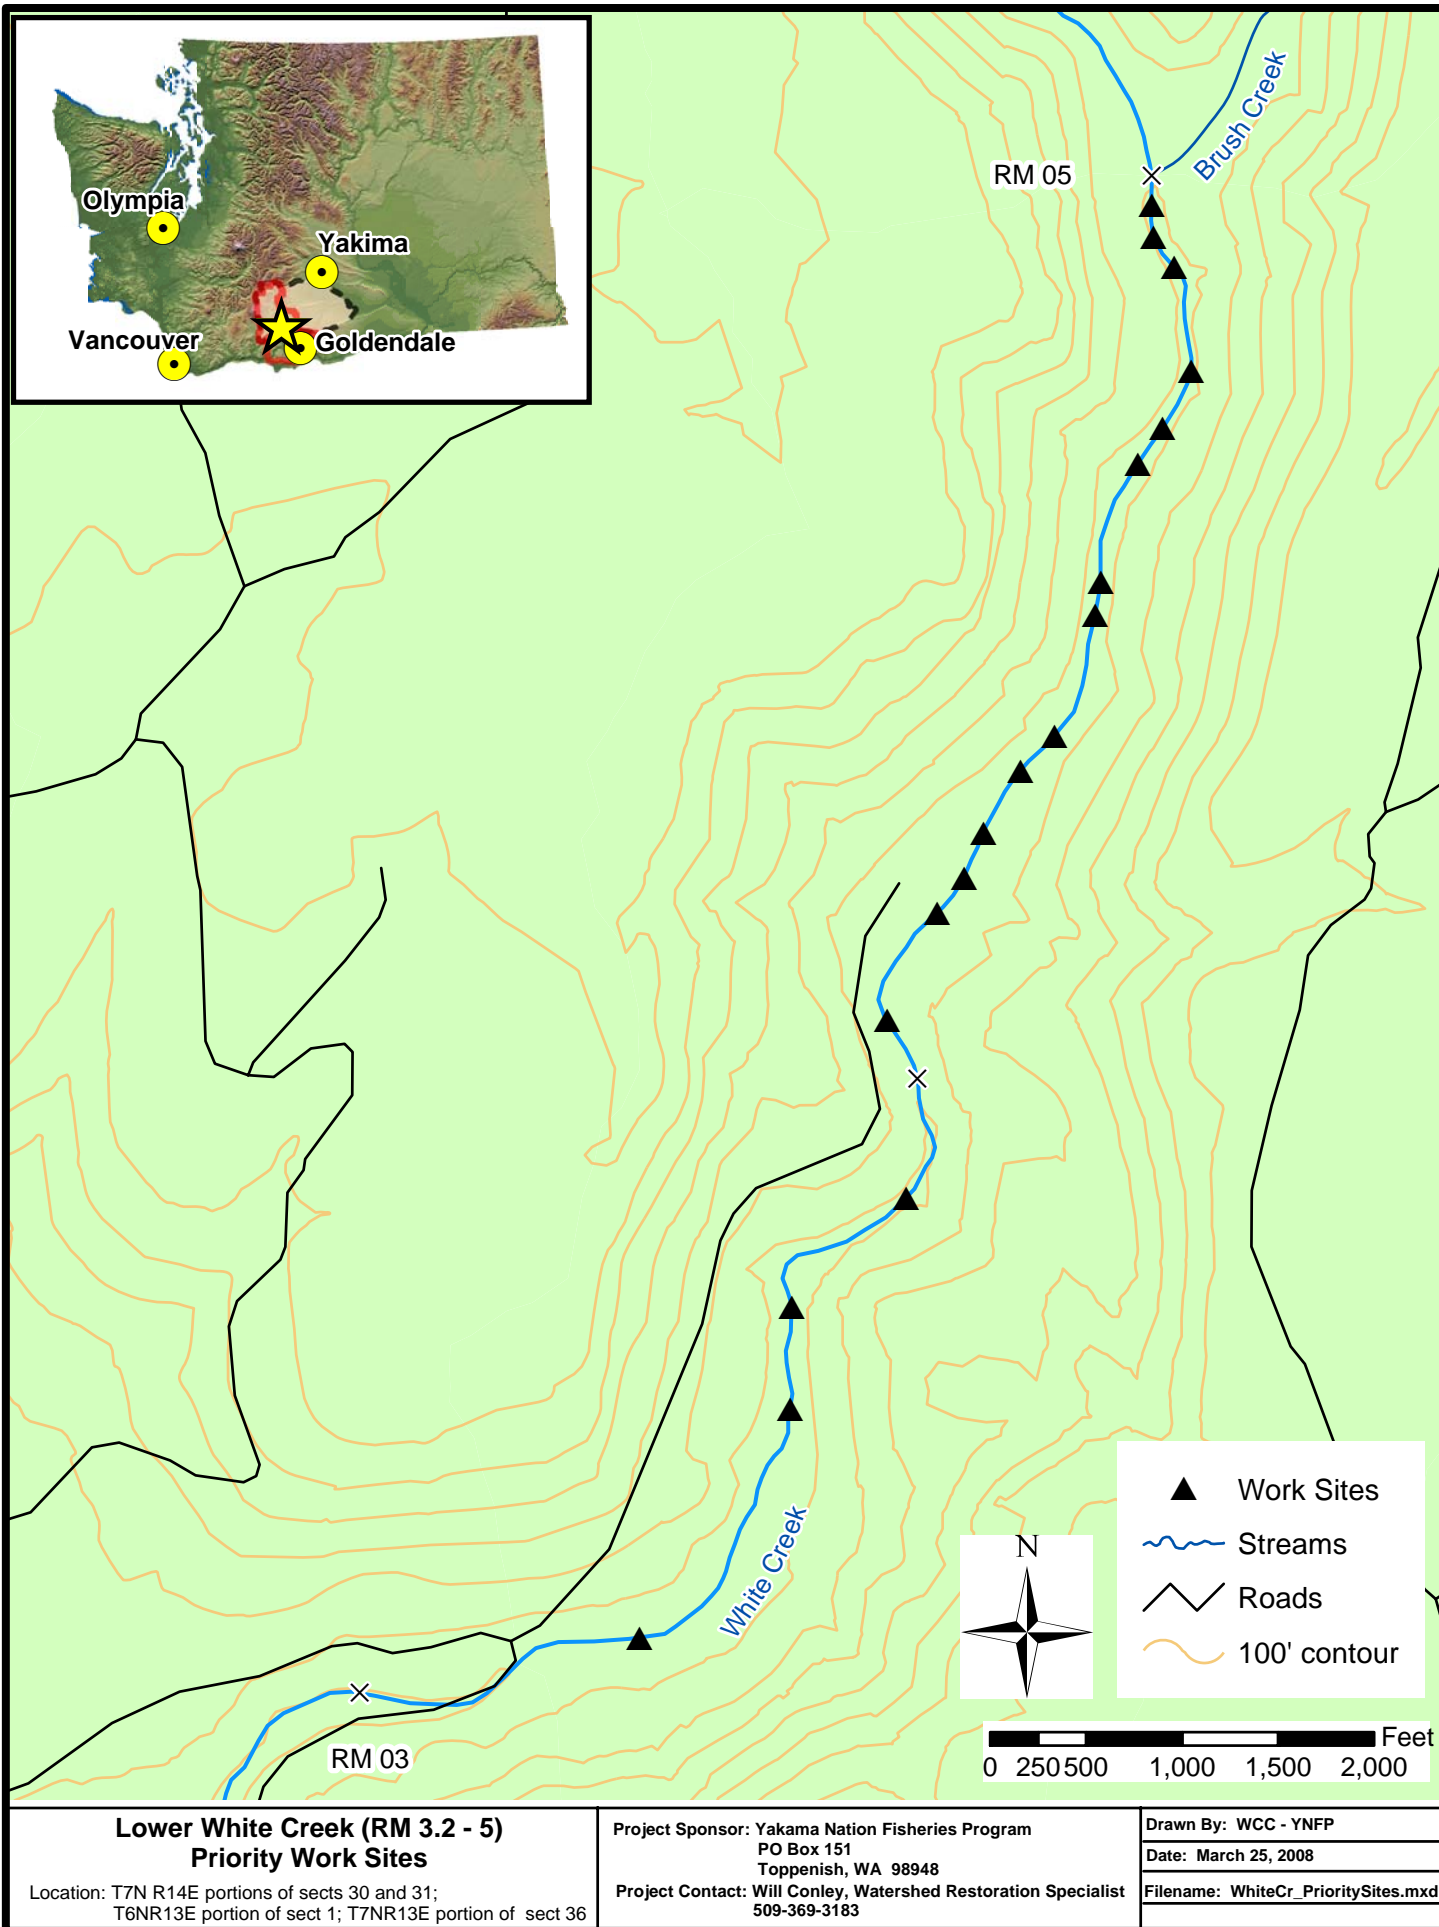 Olympia
Yakima
Vancouver
Goldendale
Brush Creek
RM 05
White Creek
RM 03
Work Sites
Streams
Roads
100' contour
N
Feet
0 250 500 1,000 1,500 2,000
Lower White Creek (RM 3.2 - 5)
Priority Work Sites
Location: T7N R14E portions of sects 30 and 31;
T6NR13E portion of sect 1; T7NR13E portion of sect 36
Project Sponsor: Yakama Nation Fisheries Program
PO Box 151
Toppenish, WA 98948
Project Contact: Will Conley, Watershed Restoration Specialist
509-369-3183
Drawn By: WCC - YNFP
Date: March 25, 2008
Filename: WhiteCr_PrioritySites.mxd